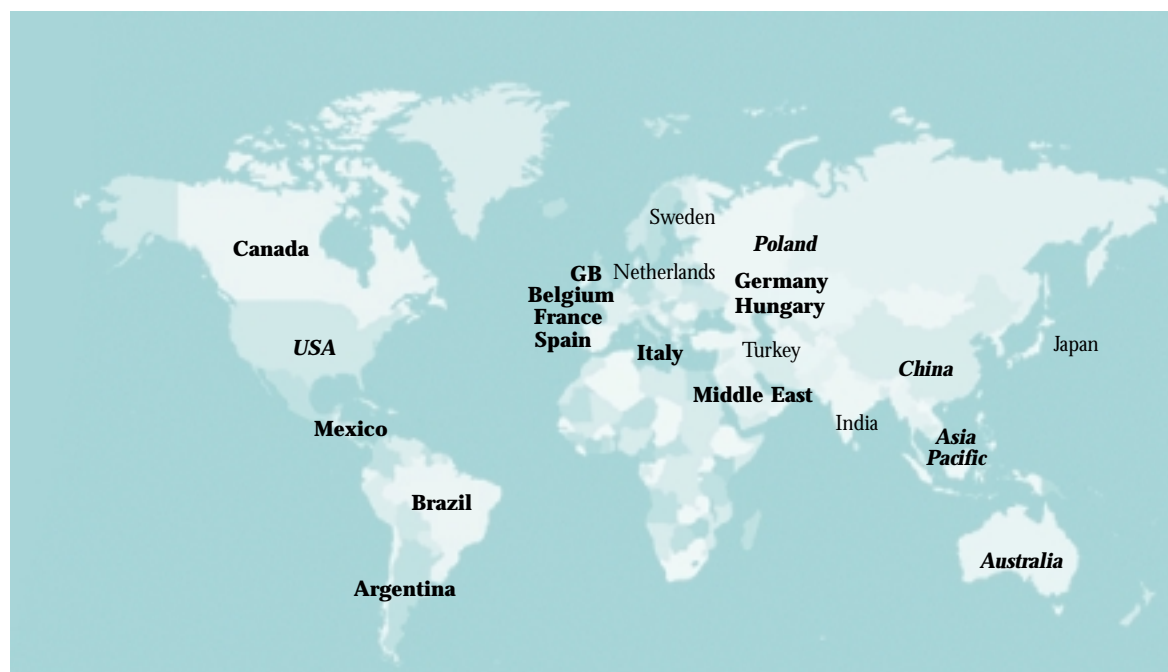 Sweden
Poland
Canada
GB
Netherlands
Germany
Belgium
Hungary
France
Spain
USA
Italy
Turkey
Japan
China
Middle East
Mexico
India
Asia
Pacific
Brazil
Australia
Argentina